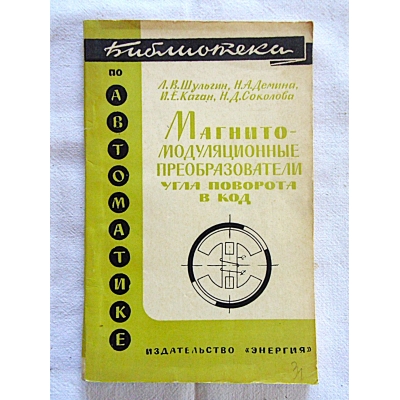 Библиотека
по
АВТОМАТИКЕ
Л.В.Шульгин, Н.А.Демина,
И.Е.Каган, Н.Д.Соколова
МАГНИТО-
МОДУЛЯЦИОННЫЕ
ПРЕОБРАЗОВАТЕЛИ
УГЛА ПОВОРОТА
В КОД
ИЗДАТЕЛЬСТВО «ЭНЕРГИЯ»